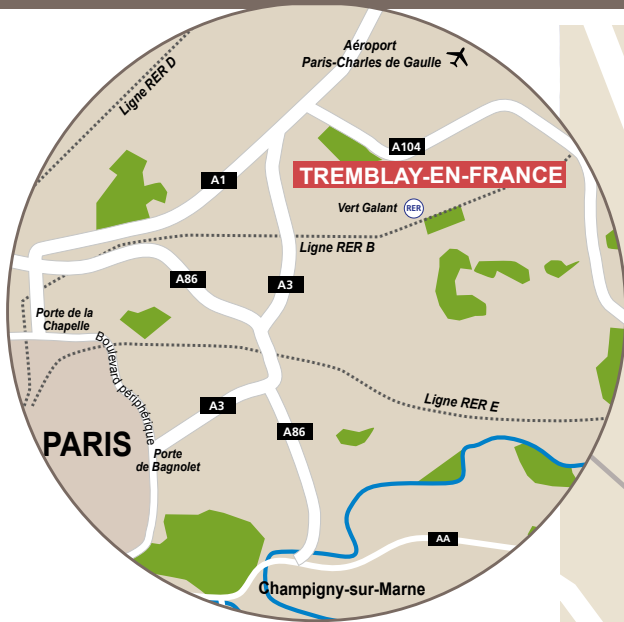 Aéroport
Paris-Charles de Gaulle
Ligne RER D
A104
TREMBLAY-EN-FRANCE
A1
Vert Galant
RER
Ligne RER B
A86
A3
Porte de la
Chapelle
Boulevard périphérique
Ligne RER E
A3
A86
PARIS
Porte
de Bagnolet
AA
Champigny-sur-Marne